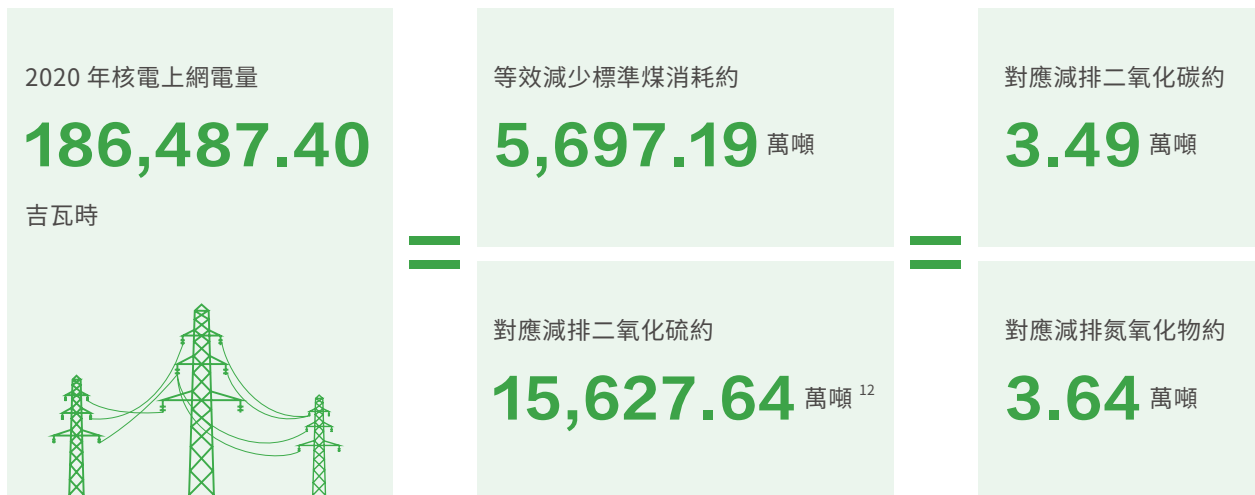 2020 年核電上網電量
186,487.40
吉瓦時
等效減少標準煤消耗約
5,697.19 萬噸
對應減排二氧化硫約
15,627.64 萬噸 12
對應減排二氧化碳約
3.49 萬噸
對應減排氮氧化物約
3.64 萬噸